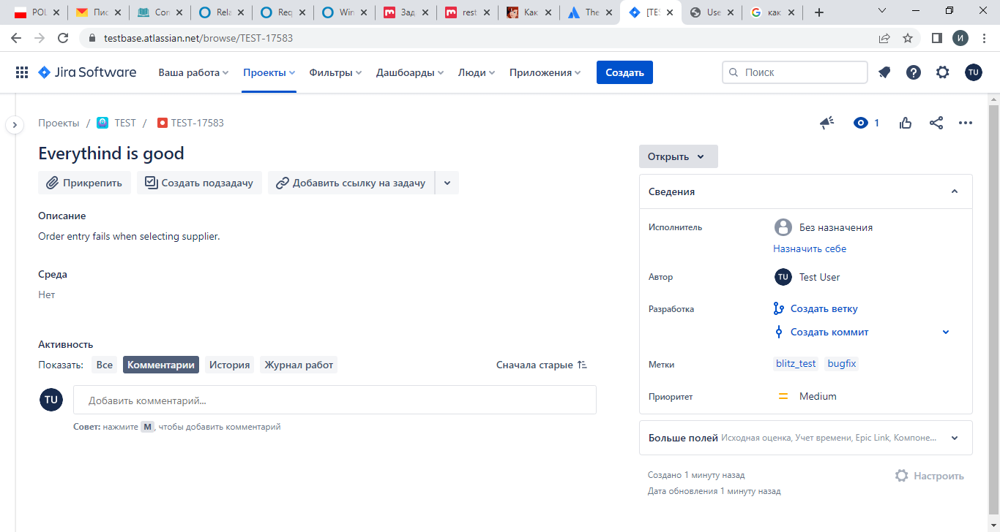 POL
Пис
Con
Rela
Req
Win
Зад
rest
Как
The
[TES
Use
как
testbase.atlassian.net/browse/TEST-17583
И
Jira Software
Ваша работа
Проекты
Фильтры
Дашбоарды
Люди
Приложения
Создать
Поиск
TU
Проекты / TEST / TEST-17583
1
Everythind is good
Открыть
Прикрепить
Создать подзадачу
Добавить ссылку на задачу
Сведения
Описание
Order entry fails when selecting supplier.
Исполнитель
Без назначения
Назначить себе
Среда
Нет
Автор
TU Test User
Разработка
Создать ветку
Создать коммит
Активность
Показать: Все Комментарии История Журнал работ
Сначала старые
Метки
blitz_test bugfix
TU
Добавить комментарий...
Приоритет
Medium
Совет: нажмите M, чтобы добавить комментарий
Больше полей Исходная оценка, Учет времени, Epic Link, Компоне...
Создано 1 минуту назад
Настроить
Дата обновления 1 минуту назад